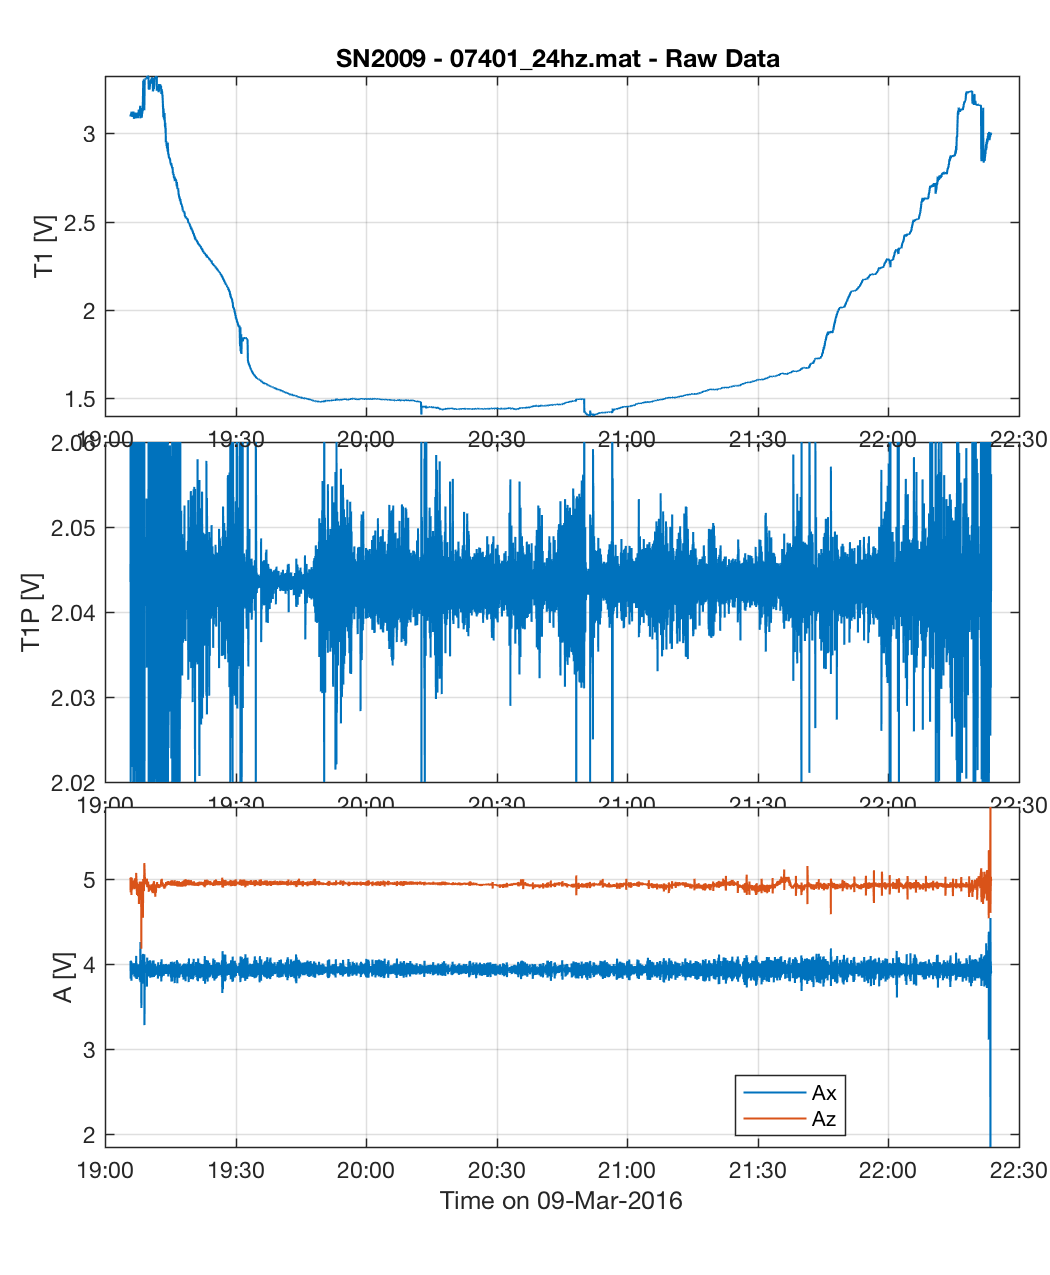 SN2009 - 07401_24hz.mat - Raw Data
3
2.5
2
1.5
T1 [V]
19:00 19:30 20:00 20:30 21:00 21:30 22:00 22:30
2.06
2.05
2.04
2.03
2.02
T1P [V]
19:00 19:30 20:00 20:30 21:00 21:30 22:00 22:30
5
4
3
2
A [V]
Ax
Az
19:00 19:30 20:00 20:30 21:00 21:30 22:00 22:30
Time on 09-Mar-2016